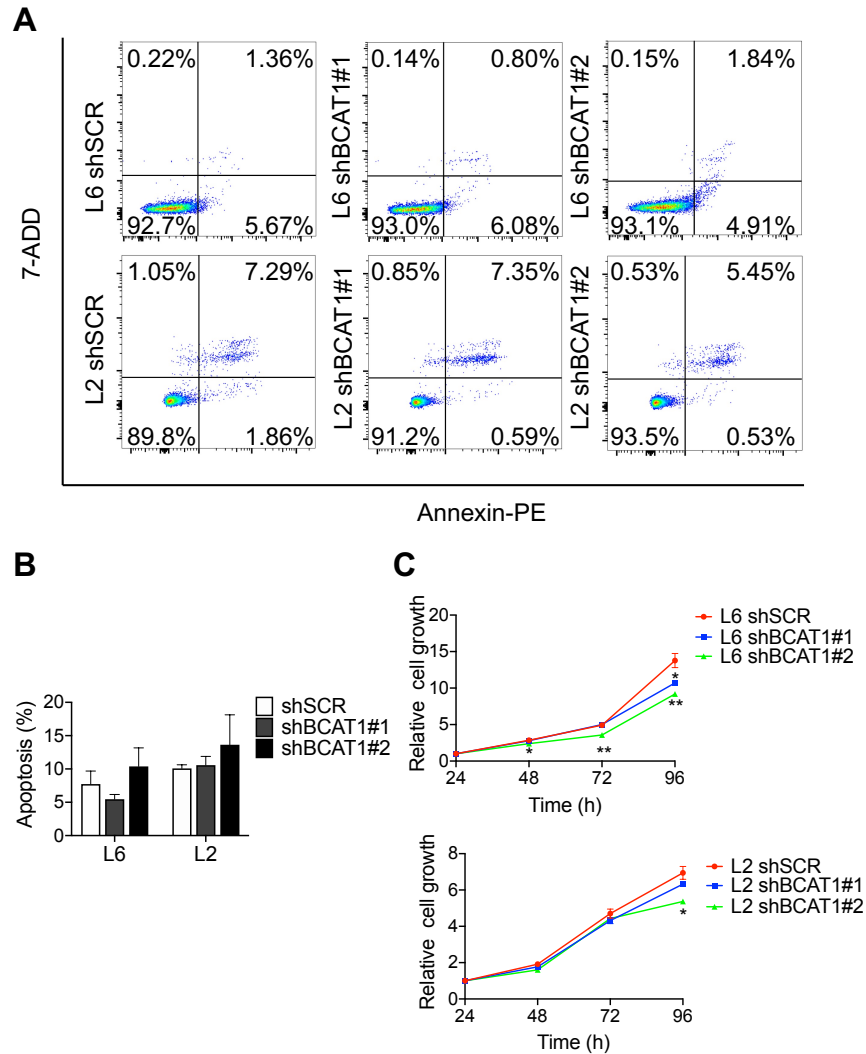 A
7-ADD
L6 shSCR
0.22% 1.36%
92.7% 5.67%
L6 shBCAT1#1
0.14% 0.80%
93.0% 6.08%
L6 shBCAT1#2
0.15% 1.84%
93.1% 4.91%
L2 shSCR
1.05% 7.29%
89.8% 1.86%
L2 shBCAT1#1
0.85% 7.35%
91.2% 0.59%
L2 shBCAT1#2
0.53% 5.45%
93.5% 0.53%
Annexin-PE
B
Apoptosis (%)
20
15
10
5
0
L6 L2
shSCR
shBCAT1#1
shBCAT1#2
C
Relative cell growth
20
15
10
5
0
24 48 72 96
Time (h)
* ** * **
L6 shSCR
L6 shBCAT1#1
L6 shBCAT1#2
Relative cell growth
8
6
4
2
0
24 48 72 96
Time (h)
*
L2 shSCR
L2 shBCAT1#1
L2 shBCAT1#2